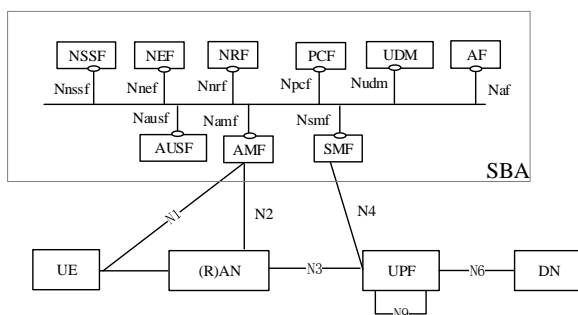 NSSF NEF NRF PCF UDM AF
Nnssf Nnef Nnrf Npcf Nudm Naf
Nausf Namf Nsmf
AUSF AMF SMF
SBA
N1 N2 N4
UE (R)AN N3 UPF N6 DN
N9